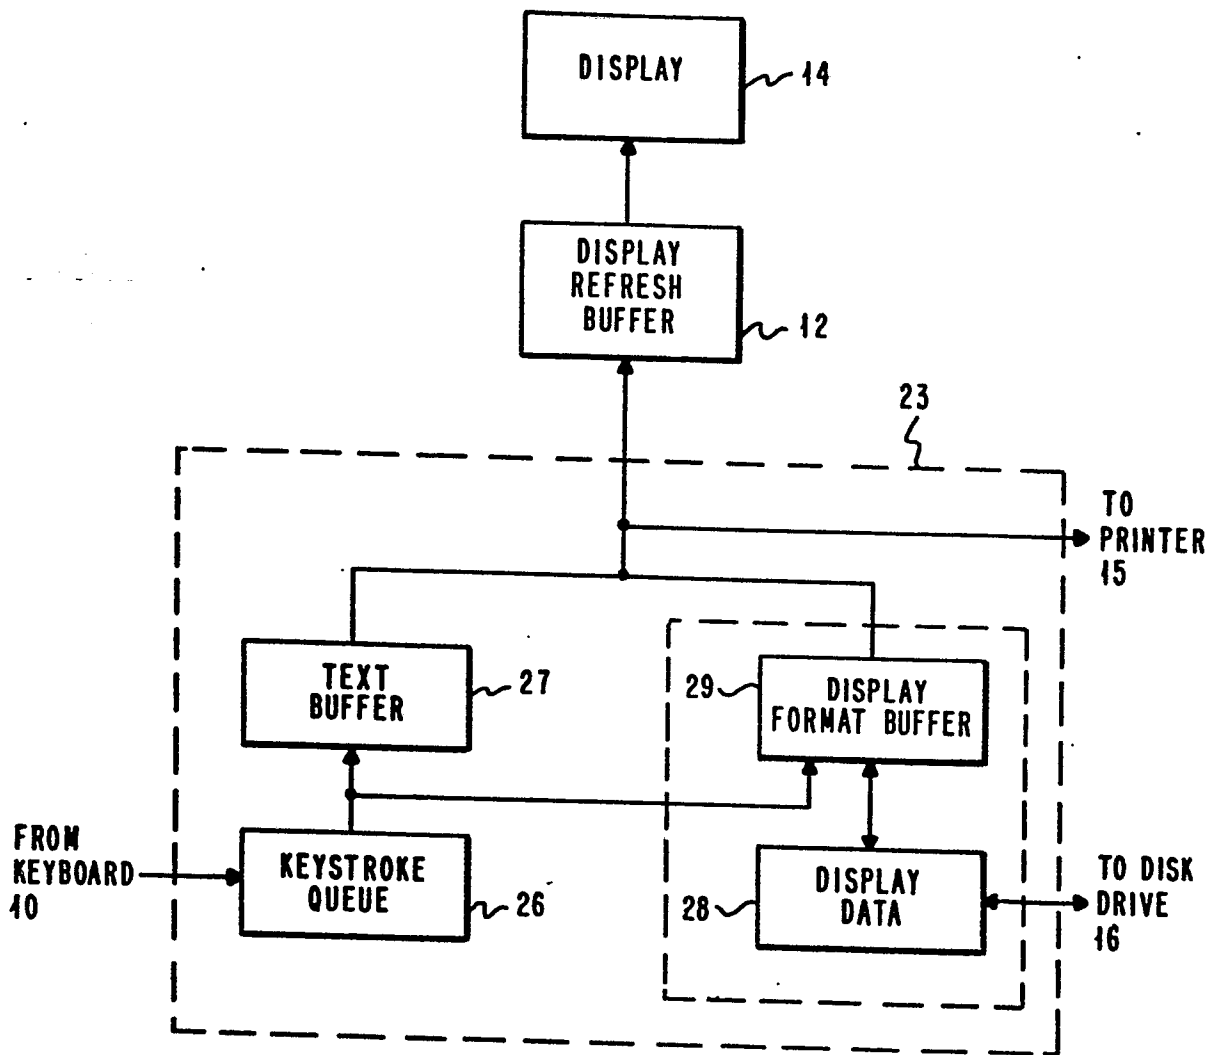 DISPLAY
14
DISPLAY
REFRESH
BUFFER
12
23
TO
PRINTER
15
TEXT
BUFFER
27
29
DISPLAY
FORMAT BUFFER
FROM
KEYBOARD
10
KEYSTROKE
QUEUE
26
28
DISPLAY
DATA
TO DISK
DRIVE
16